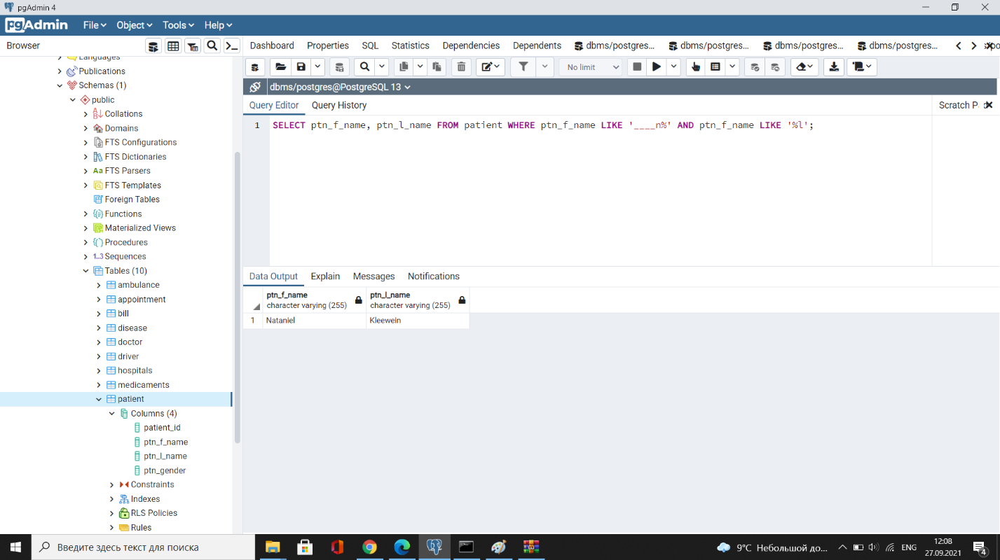 pgAdmin 4
pgAdmin File Object Tools Help
Browser
Dashboard Properties SQL Statistics Dependencies Dependents dbms/postgres... dbms/postgres... dbms/postgres... dbms/postgres...
No limit
dbms/postgres@PostgreSQL 13
Query Editor Query History
1 SELECT ptn_f_name, ptn_l_name FROM patient WHERE ptn_f_name LIKE '____n%' AND ptn_f_name LIKE '%l';
Scratch P
Data Output Explain Messages Notifications
ptn_f_name ptn_l_name
character varying (255) character varying (255)
1 Nataniel Kleewein
Languages
Publications
Schemas (1)
public
Collations
Domains
FTS Configurations
FTS Dictionaries
Aa FTS Parsers
FTS Templates
Foreign Tables
Functions
Materialized Views
Procedures
1..3 Sequences
Tables (10)
ambulance
appointment
bill
disease
doctor
driver
hospitals
medicaments
patient
Columns (4)
patient_id
ptn_f_name
ptn_l_name
ptn_gender
Constraints
Indexes
RLS Policies
Rules
Введите здесь текст для поиска
9°C Небольшой до...
ENG
12:08
27.09.2021
4